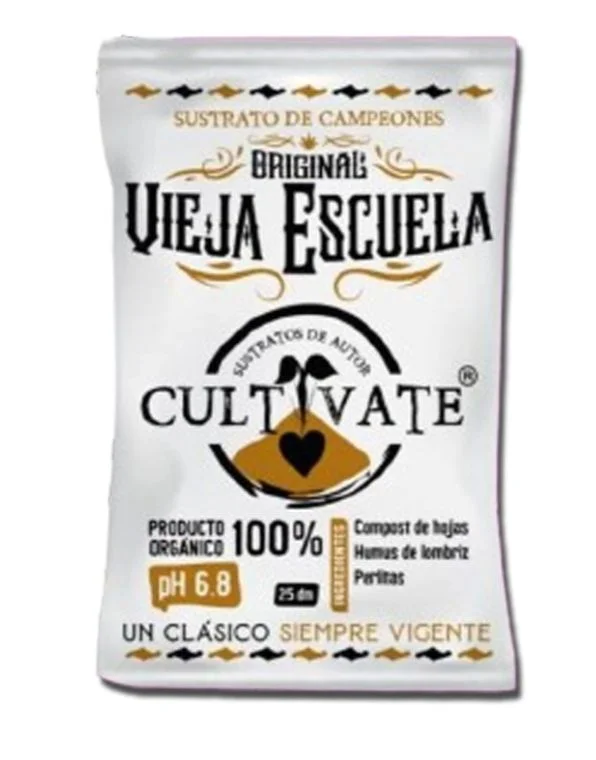 SUSTRATO DE CAMPEONES
ORIGINAL
VIEJA ESCUELA
SUSTRATOS DE AUTOR
CULTIVATE®
PRODUCTO
ORGÁNICO
100%
pH 6.8
25 dm
INGREDIENTES
Compost de hojas
Humus de lombriz
Perlitas
UN CLÁSICO SIEMPRE VIGENTE